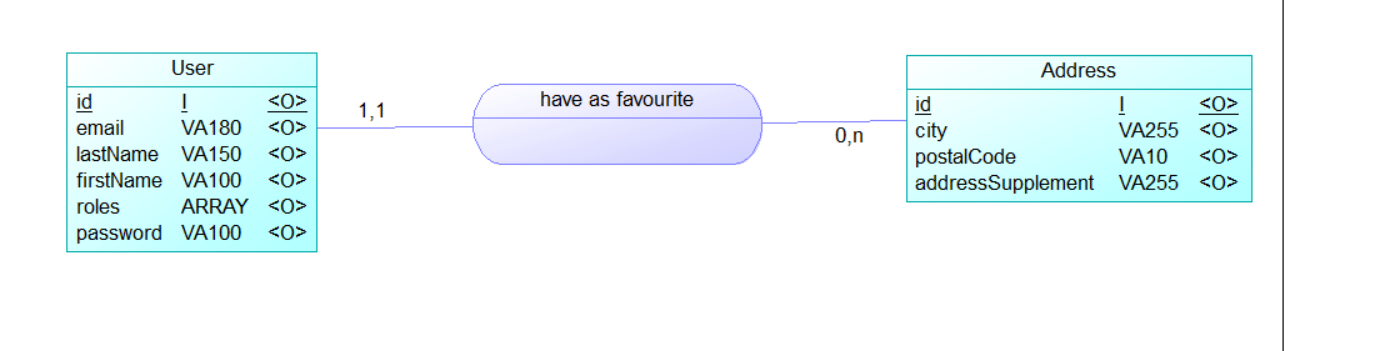 User
id I <O>
email VA180 <O>
lastName VA150 <O>
firstName VA100 <O>
roles ARRAY <O>
password VA100 <O>
1,1
have as favourite
0,n
Address
id I <O>
city VA255 <O>
postalCode VA10 <O>
addressSupplement VA255 <O>